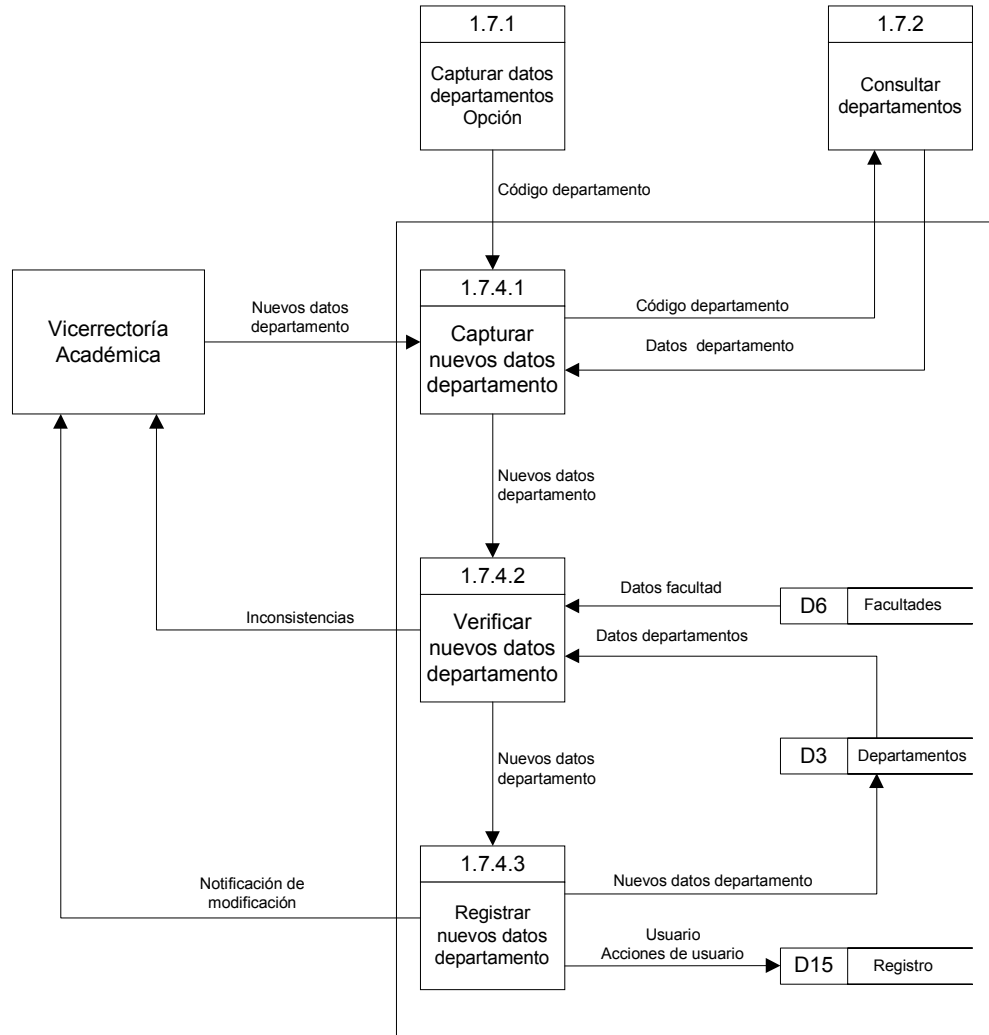 1.7.1
Capturar datos
departamentos
Opción
1.7.2
Consultar
departamentos
Código departamento
Vicerrectoría
Académica
Nuevos datos
departamento
1.7.4.1
Capturar
nuevos datos
departamento
Código departamento
Datos departamento
Nuevos datos
departamento
1.7.4.2
Verificar
nuevos datos
departamento
Inconsistencias
Datos facultad
D6
Facultades
Datos departamentos
D3
Departamentos
Nuevos datos
departamento
1.7.4.3
Registrar
nuevos datos
departamento
Notificación de
modificación
Nuevos datos departamento
Usuario
Acciones de usuario
D15
Registro